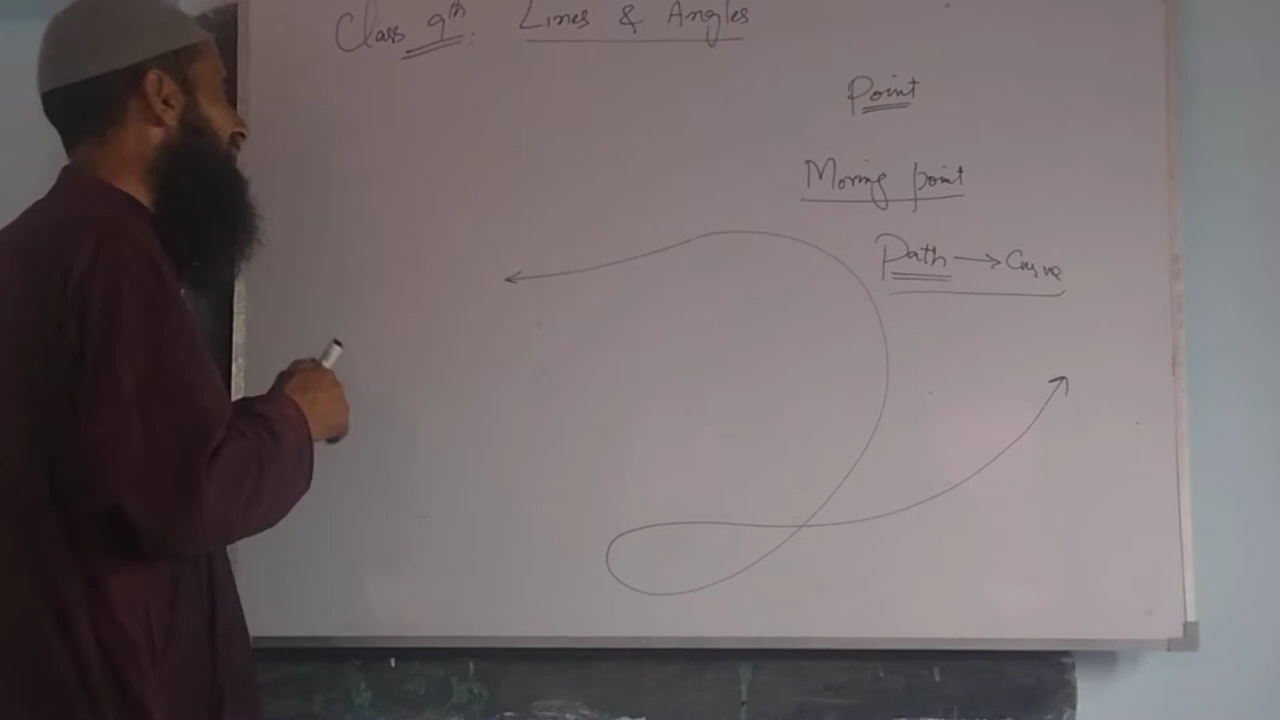 Class 9th. Lines & Angles
Point
Moving point
Path → Curve